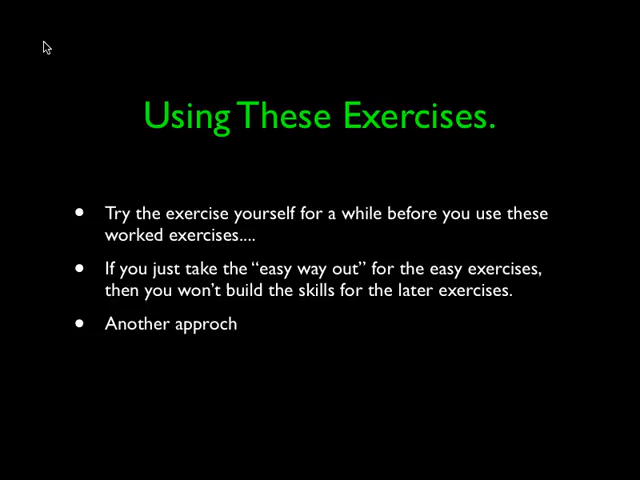 Using These Exercises.
• Try the exercise yourself for a while before you use these
worked exercises....
• If you just take the “easy way out” for the easy exercises,
then you won’t build the skills for the later exercises.
• Another approch